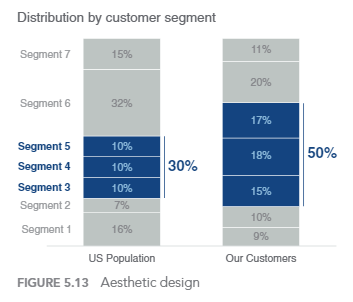 Distribution by customer segment
Segment 7 15% 11%
Segment 6 32% 20%
Segment 5 10% 17%
Segment 4 10% 30% 18% 50%
Segment 3 10% 15%
Segment 2 7% 10%
Segment 1 16% 9%
US Population Our Customers
FIGURE 5.13 Aesthetic design